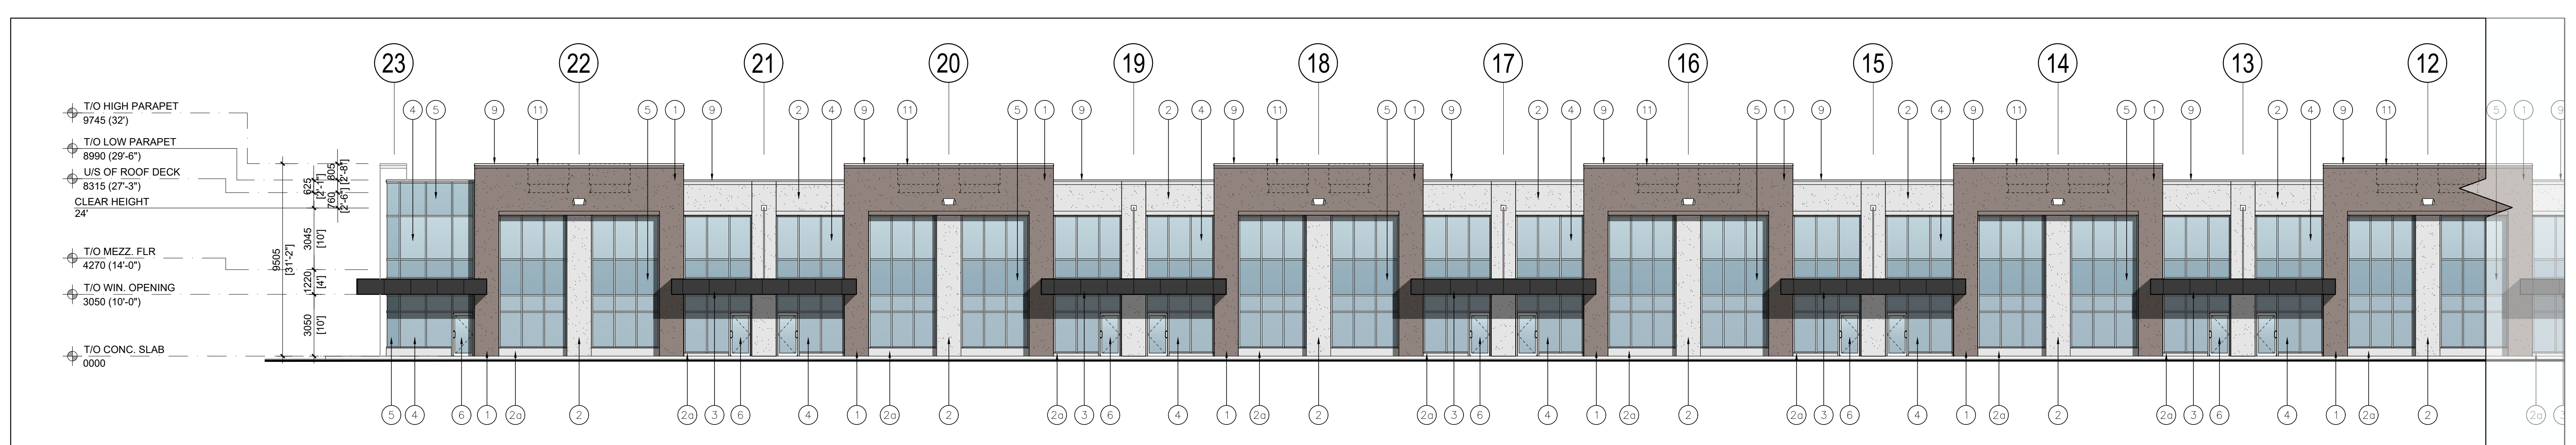 23 22 21 20 19 18 17 16 15 14 13 12
4 5 9 11 5 1 9 2 4 9 11 5 1 9 2 4 9 11 5 1 9 2 4 9 11 5 1 9 2 4 9 11 5 1 9 2 4 9 11 5 1 9
T/O HIGH PARAPET
9745 (32')
T/O LOW PARAPET
8990 (29'-6")
U/S OF ROOF DECK
8315 (27'-3")
CLEAR HEIGHT
24'
T/O MEZZ. FLR
4270 (14'-0")
T/O WIN. OPENING
3050 (10'-0")
T/O CONC. SLAB
0000
9505
[31'-2"]
625
[2'-1"]
805
[2'-8"]
760
[2'-6"]
3045
[10']
1220
[4']
3050
[10']
5 4 6 1 2a 2 2a 3 6 4 1 2a 2 2a 3 6 4 1 2a 2 2a 3 6 4 1 2a 2 2a 3 6 4 1 2a 2 2a 3 6 4 1 2a 2 2a 3